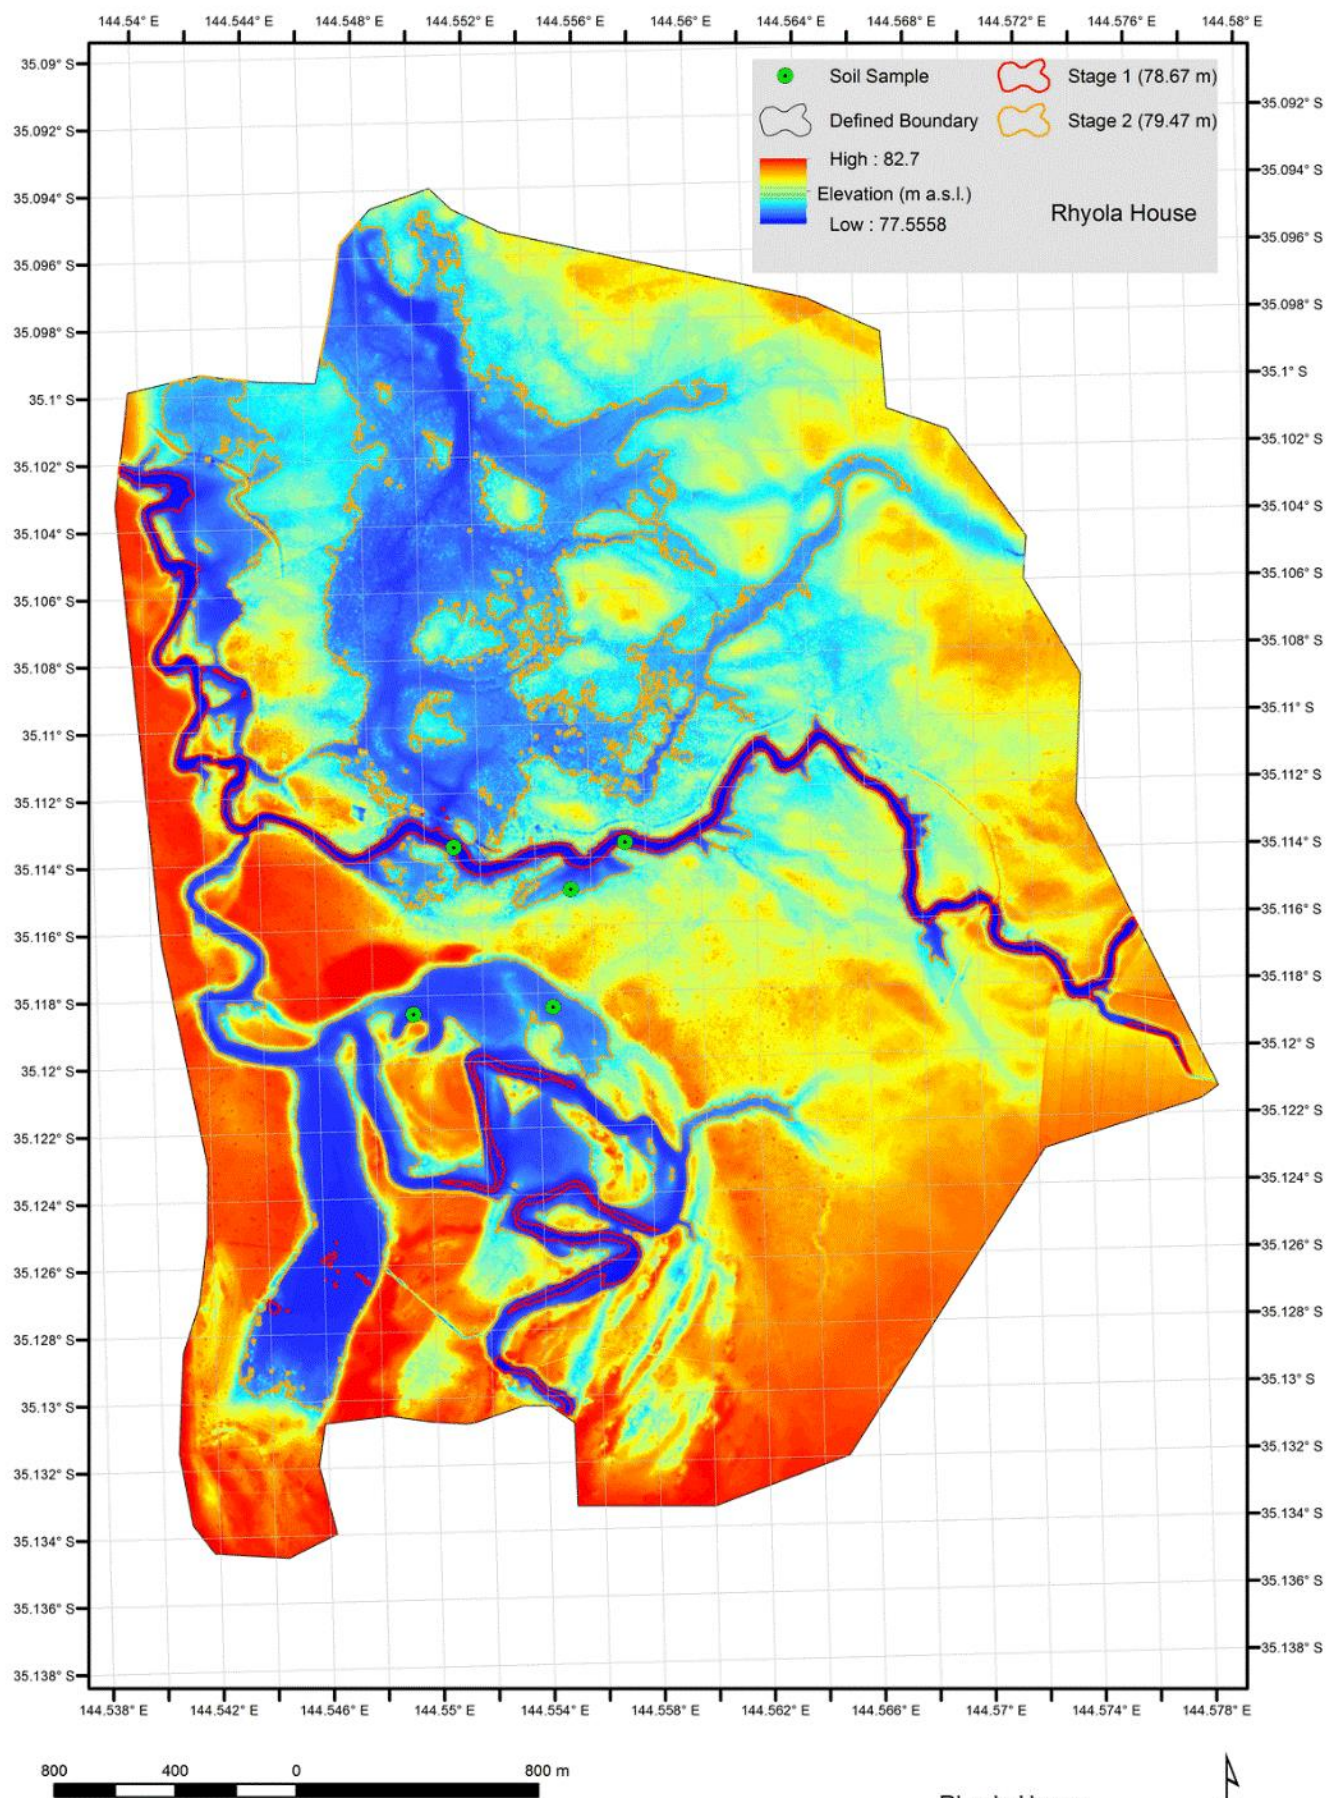 144.54° E 144.544° E 144.548° E 144.552° E 144.556° E 144.56° E 144.564° E 144.568° E 144.572° E 144.576° E 144.58° E
35.09° S
35.092° S
35.094° S
35.096° S
35.098° S
35.1° S
35.102° S
35.104° S
35.106° S
35.108° S
35.11° S
35.112° S
35.114° S
35.116° S
35.118° S
35.12° S
35.122° S
35.124° S
35.126° S
35.128° S
35.13° S
35.132° S
35.134° S
35.136° S
35.138° S
Soil Sample Stage 1 (78.67 m)
Defined Boundary Stage 2 (79.47 m)
High : 82.7
Elevation (m a.s.l.)
Low : 77.5558
Rhyola House
35.092° S
35.094° S
35.096° S
35.098° S
35.1° S
35.102° S
35.104° S
35.106° S
35.108° S
35.11° S
35.112° S
35.114° S
35.116° S
35.118° S
35.12° S
35.122° S
35.124° S
35.126° S
35.128° S
35.13° S
35.132° S
35.134° S
35.136° S
35.138° S
144.538° E 144.542° E 144.546° E 144.55° E 144.554° E 144.558° E 144.562° E 144.566° E 144.57° E 144.574° E 144.578° E
800 400 0 800 m